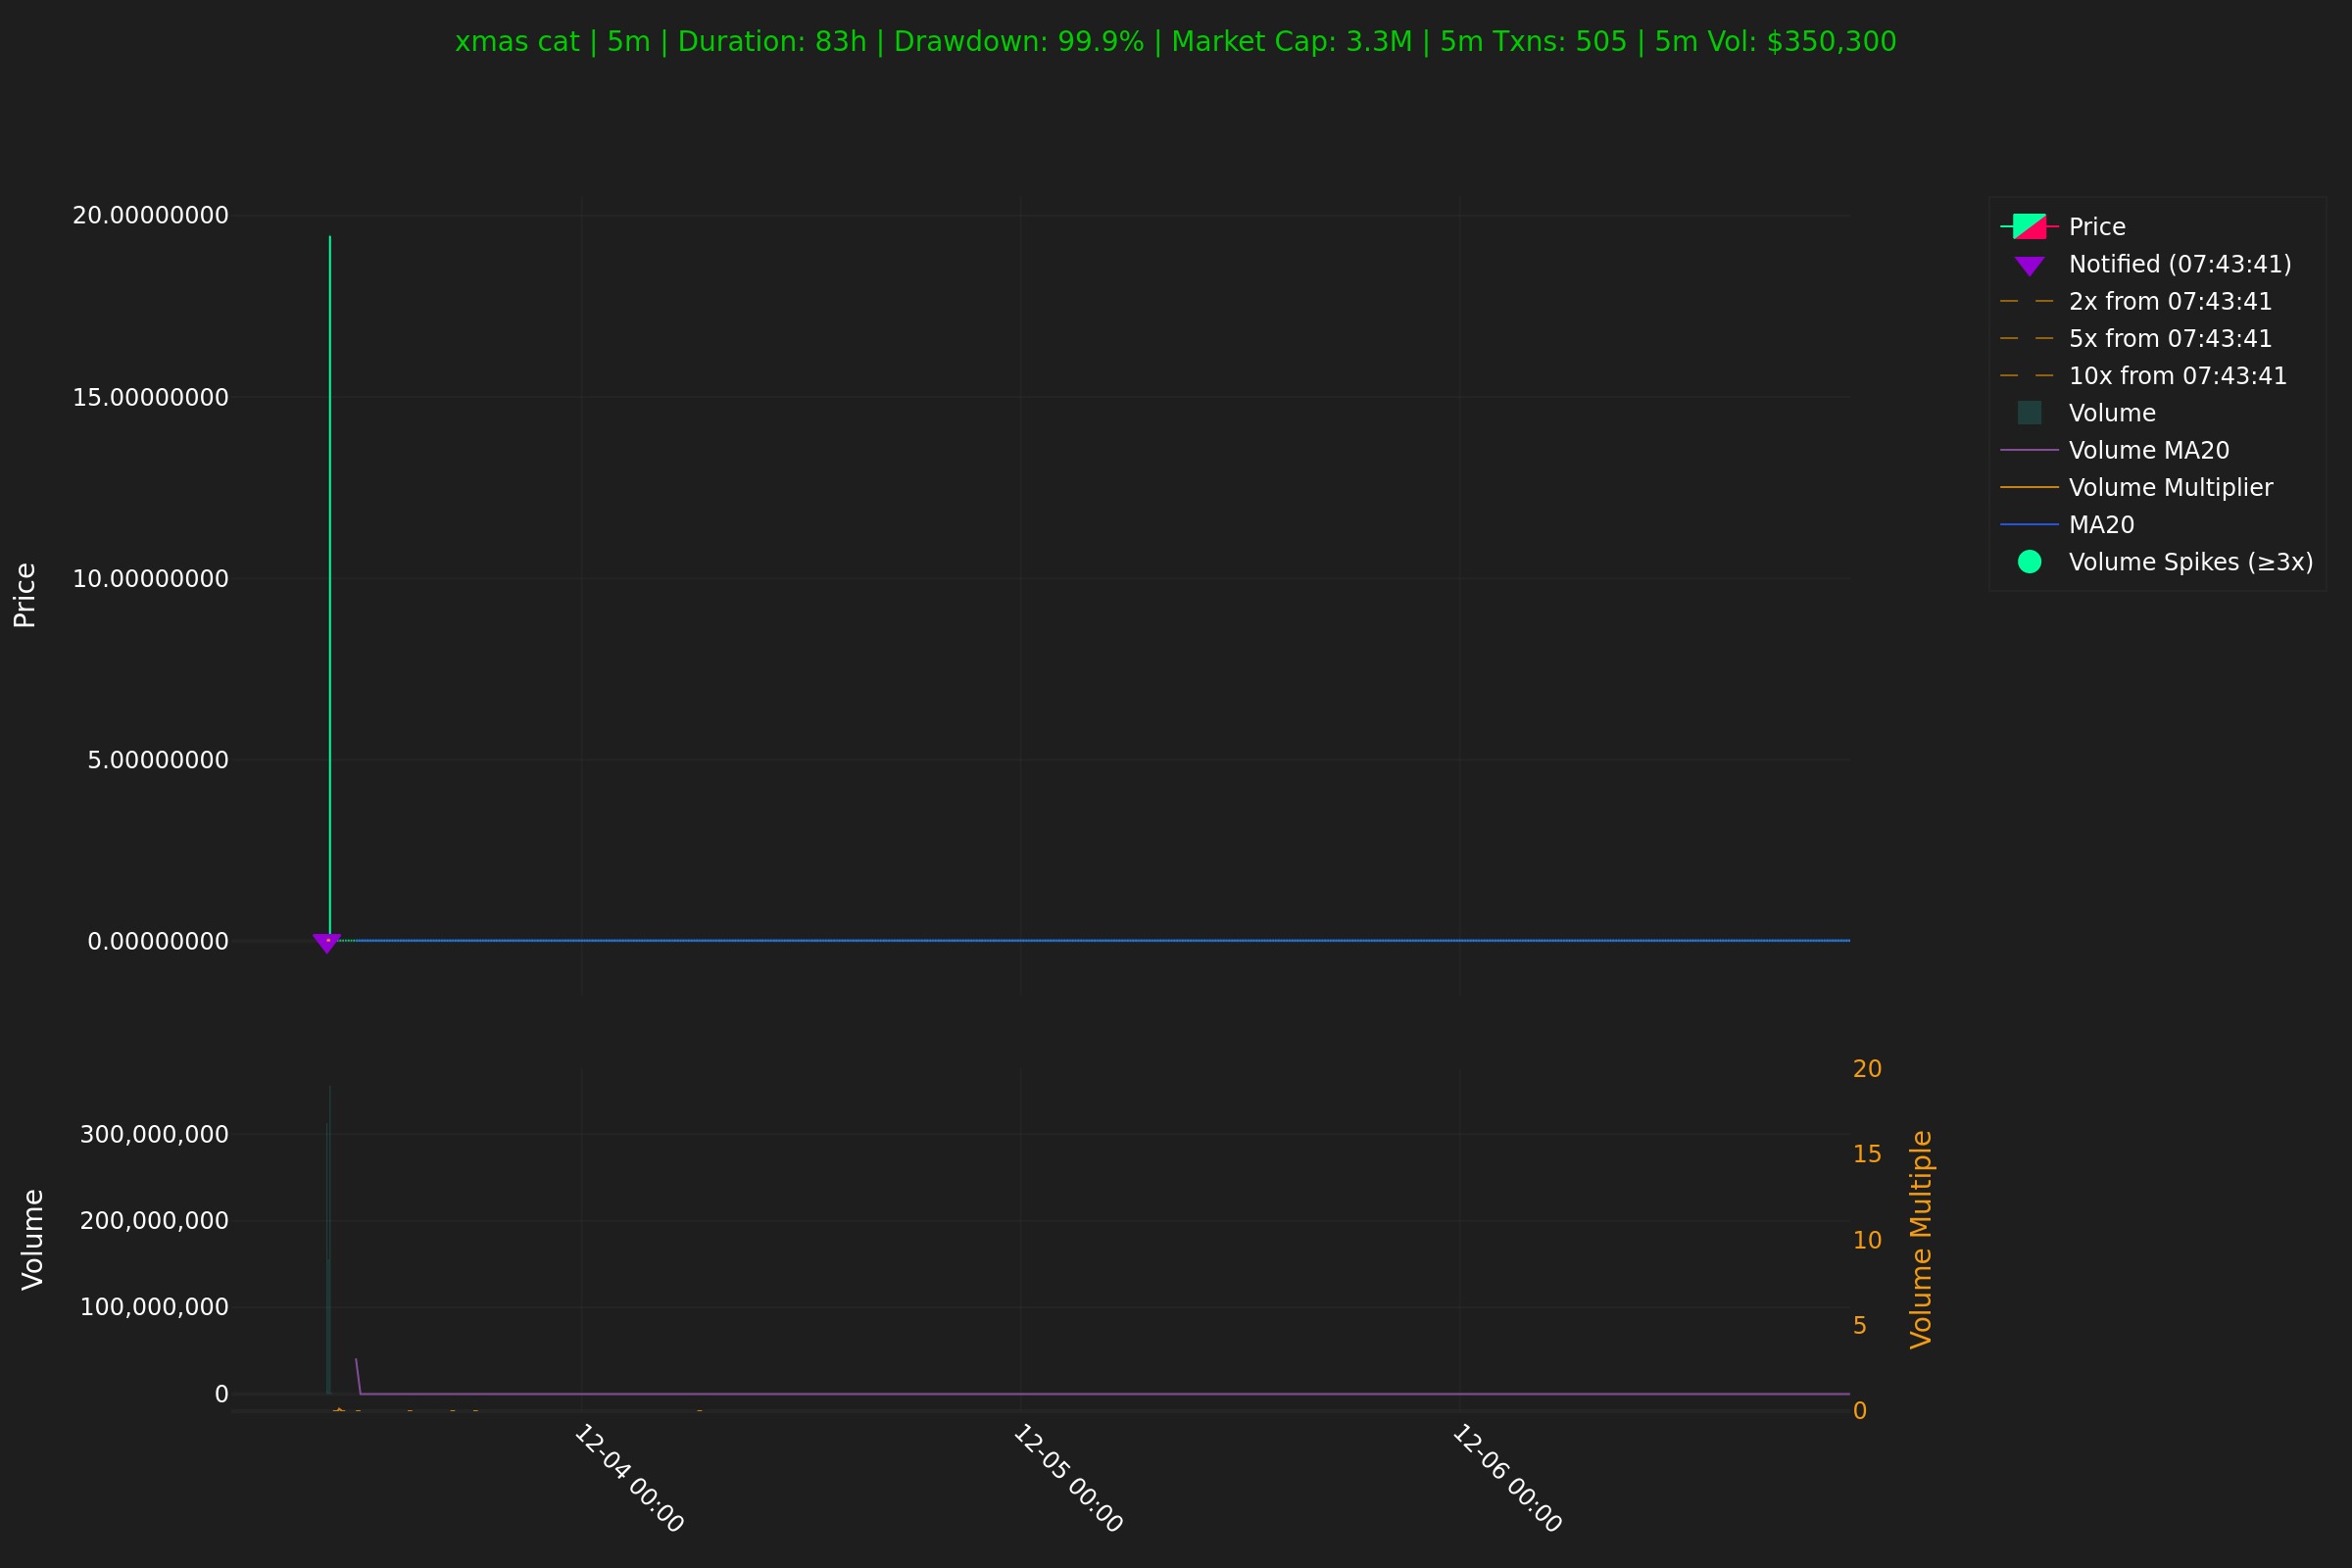 xmas cat | 5m | Duration: 83h | Drawdown: 99.9% | Market Cap: 3.3M | 5m Txns: 505 | 5m Vol: $350,300
Price
20.00000000
15.00000000
10.00000000
5.00000000
0.00000000
Price
Notified (07:43:41)
2x from 07:43:41
5x from 07:43:41
10x from 07:43:41
Volume
Volume MA20
Volume Multiplier
MA20
Volume Spikes (≥3x)
Volume
300,000,000
200,000,000
100,000,000
0
20
15
10
5
0
Volume Multiple
12-04 00:00
12-05 00:00
12-06 00:00